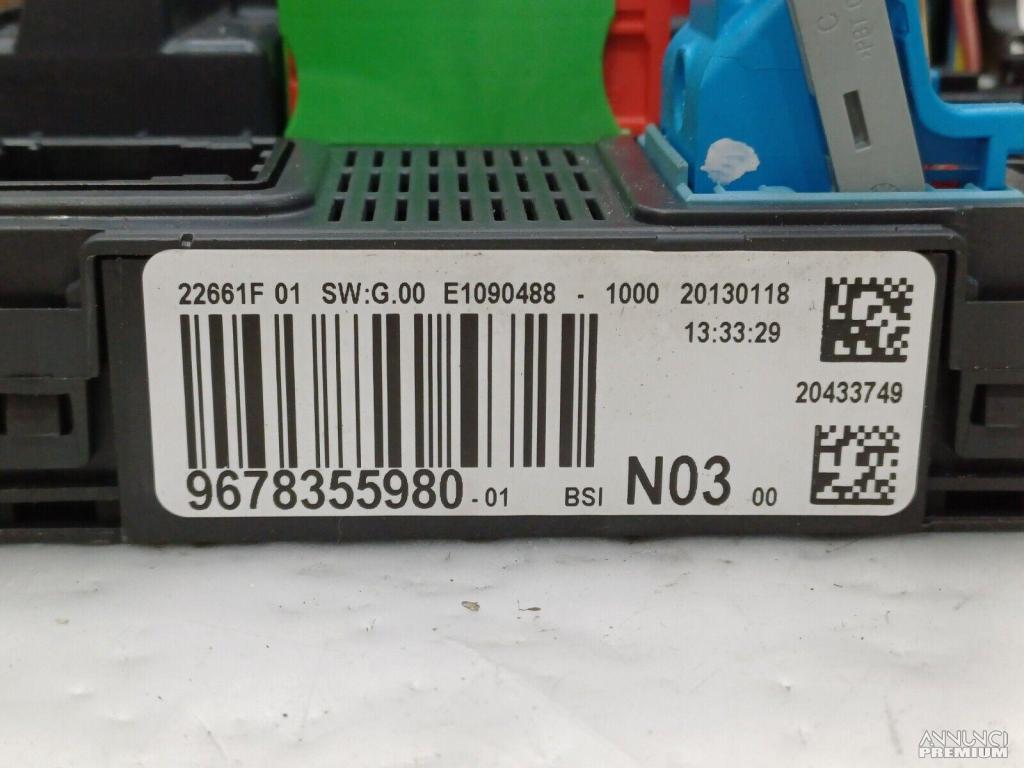 22661F 01 SW:G.00 E1090488 - 1000 20130118
13:33:29
20433749
9678355980 -01 BSI N03 00
ANNUNCI
PREMIUM